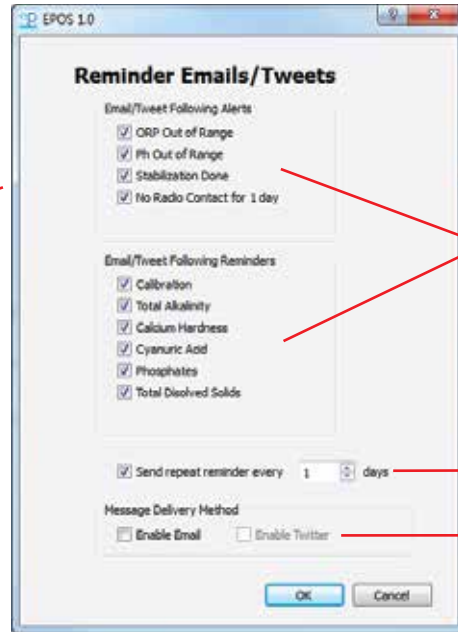 EPOS 1.0
Reminder Emails/Tweets
Email/Tweet Following Alerts
ORP Out of Range
Ph Out of Range
Stabilization Done
No Radio Contact for 1 day
Email/Tweet Following Reminders
Calibration
Total Alkalinity
Calcium Hardness
Cyanuric Acid
Phosphates
Total Disolved Solids
Send repeat reminder every 1 days
Message Delivery Method
Enable Email Enable Twitter
OK Cancel